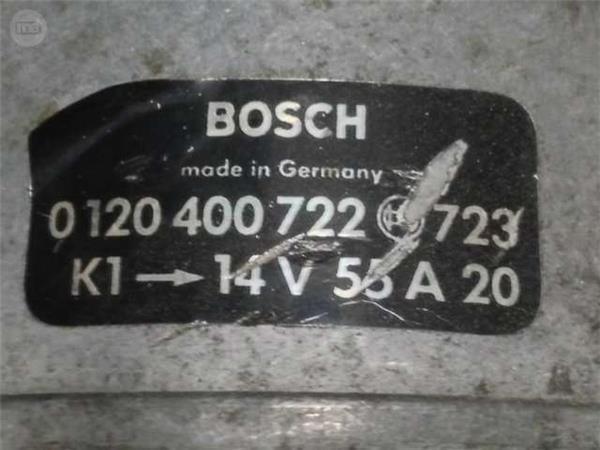 BOSCH
made in Germany
0 120 400 722 723
K1 → 14 V 55 A 20